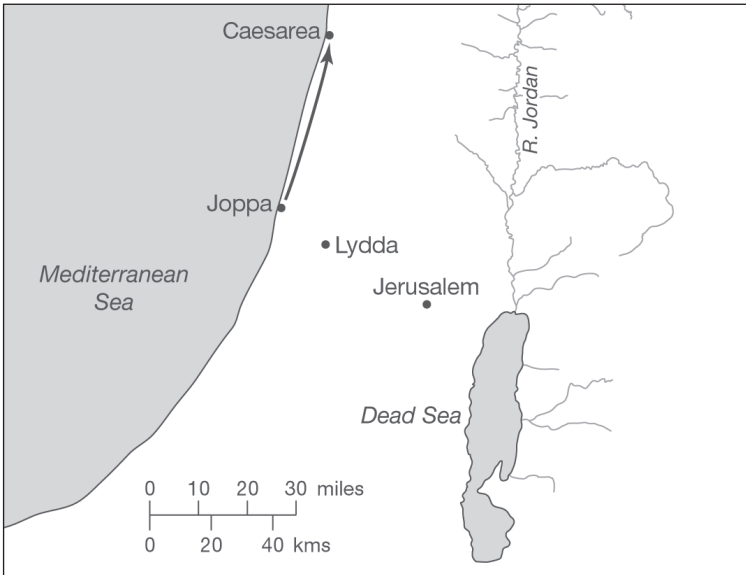 Caesarea
R. Jordan
Joppa
Lydda
Mediterranean
Sea
Jerusalem
Dead Sea
0 10 20 30 miles
0 20 40 kms